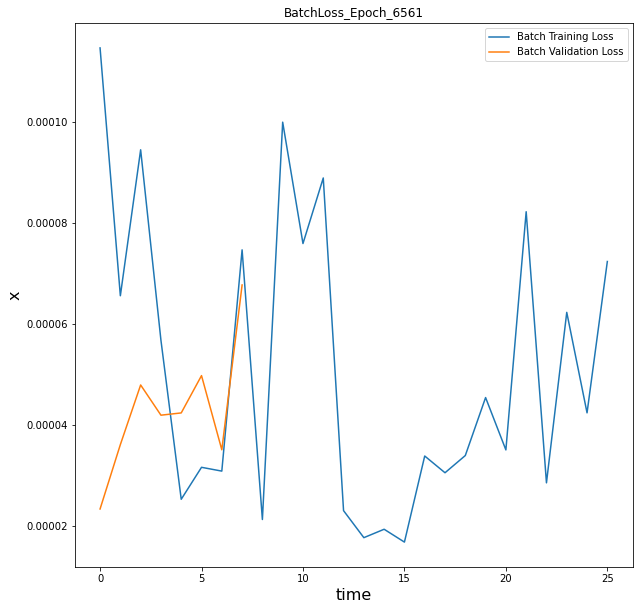 BatchLoss_Epoch_6561
Batch Training Loss
Batch Validation Loss
0.00010
0.00008
0.00006
0.00004
0.00002
x
0 5 10 15 20 25
time